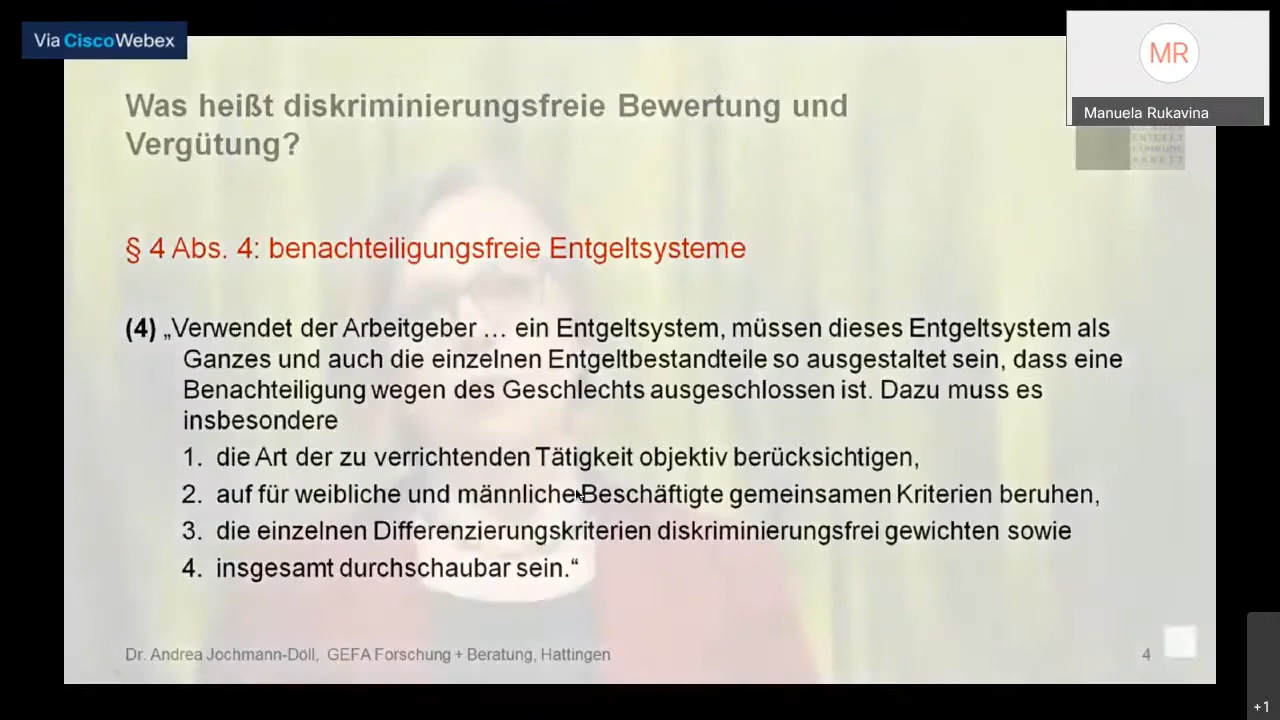 Via Cisco Webex
MR
Manuela Rukavina
Was heißt diskriminierungsfreie Bewertung und
Vergütung?
§ 4 Abs. 4: benachteiligungsfreie Entgeltsysteme
(4) „Verwendet der Arbeitgeber … ein Entgeltsystem, müssen dieses Entgeltsystem als
Ganzes und auch die einzelnen Entgeltbestandteile so ausgestaltet sein, dass eine
Benachteiligung wegen des Geschlechts ausgeschlossen ist. Dazu muss es
insbesondere
1. die Art der zu verrichtenden Tätigkeit objektiv berücksichtigen,
2. auf für weibliche und männliche Beschäftigte gemeinsamen Kriterien beruhen,
3. die einzelnen Differenzierungskriterien diskriminierungsfrei gewichten sowie
4. insgesamt durchschaubar sein.“
Dr. Andrea Jochmann-Döll, GEFA Forschung + Beratung, Hattingen
4
+1